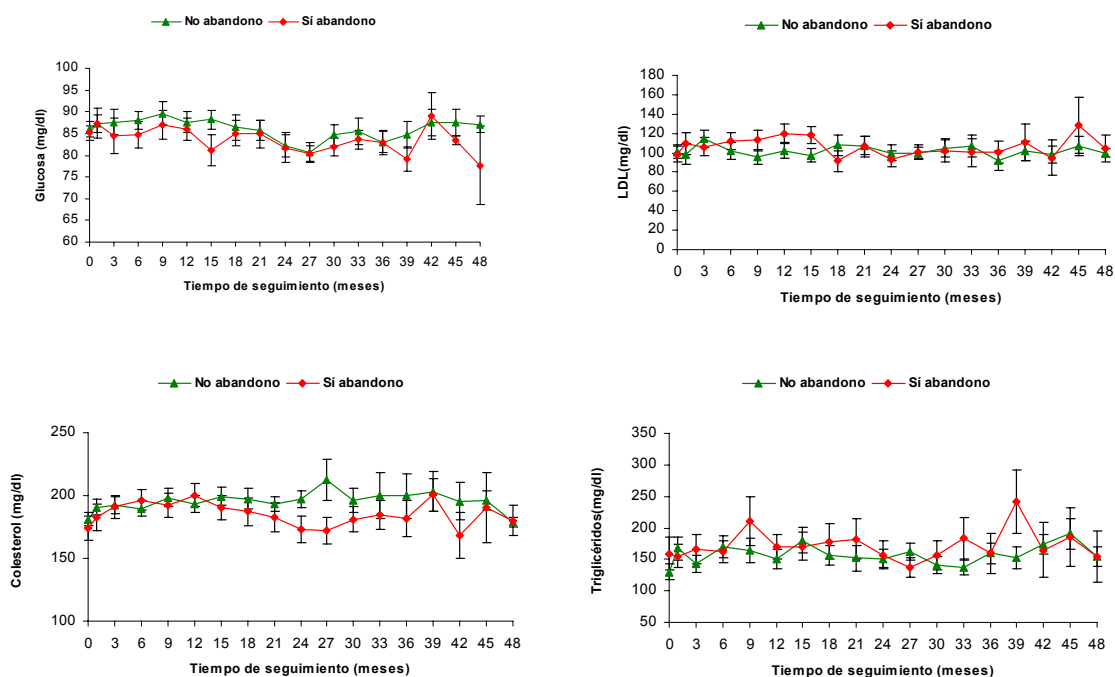 No abandono Sí abandono
Glucosa (mg/dl)
100
95
90
85
80
75
70
65
60
0 3 6 9 12 15 18 21 24 27 30 33 36 39 42 45 48
Tiempo de seguimiento (meses)
No abandono Sí abandono
LDL(mg/dl)
180
160
140
120
100
80
60
40
20
0
0 3 6 9 12 15 18 21 24 27 30 33 36 39 42 45 48
Tiempo de seguimiento (meses)
No abandono Sí abandono
Colesterol (mg/dl)
250
200
150
100
0 3 6 9 12 15 18 21 24 27 30 33 36 39 42 45 48
Tiempo de seguimiento (meses)
No abandono Sí abandono
Triglicéridos(mg/dl)
350
300
250
200
150
100
50
0 3 6 9 12 15 18 21 24 27 30 33 36 39 42 45 48
Tiempo de seguimiento (meses)